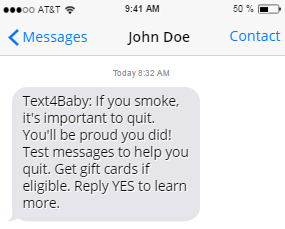 AT&T 9:41 AM 50 %
Messages John Doe Contact
Today 8:32 AM
Text4Baby: If you smoke,
it's important to quit.
You'll be proud you did!
Test messages to help you
quit. Get gift cards if
eligible. Reply YES to learn
more.